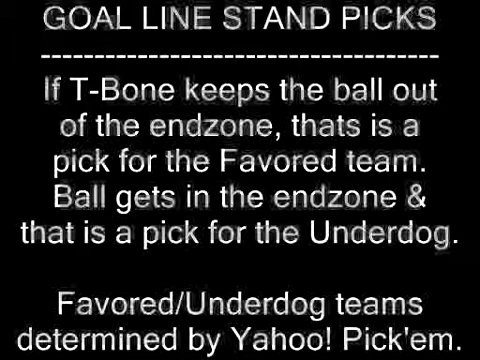 GOAL LINE STAND PICKS
---------------------------------------
If T-Bone keeps the ball out
of the endzone, thats is a
pick for the Favored team.
Ball gets in the endzone &
that is a pick for the Underdog.
Favored/Underdog teams
determined by Yahoo! Pick'em.